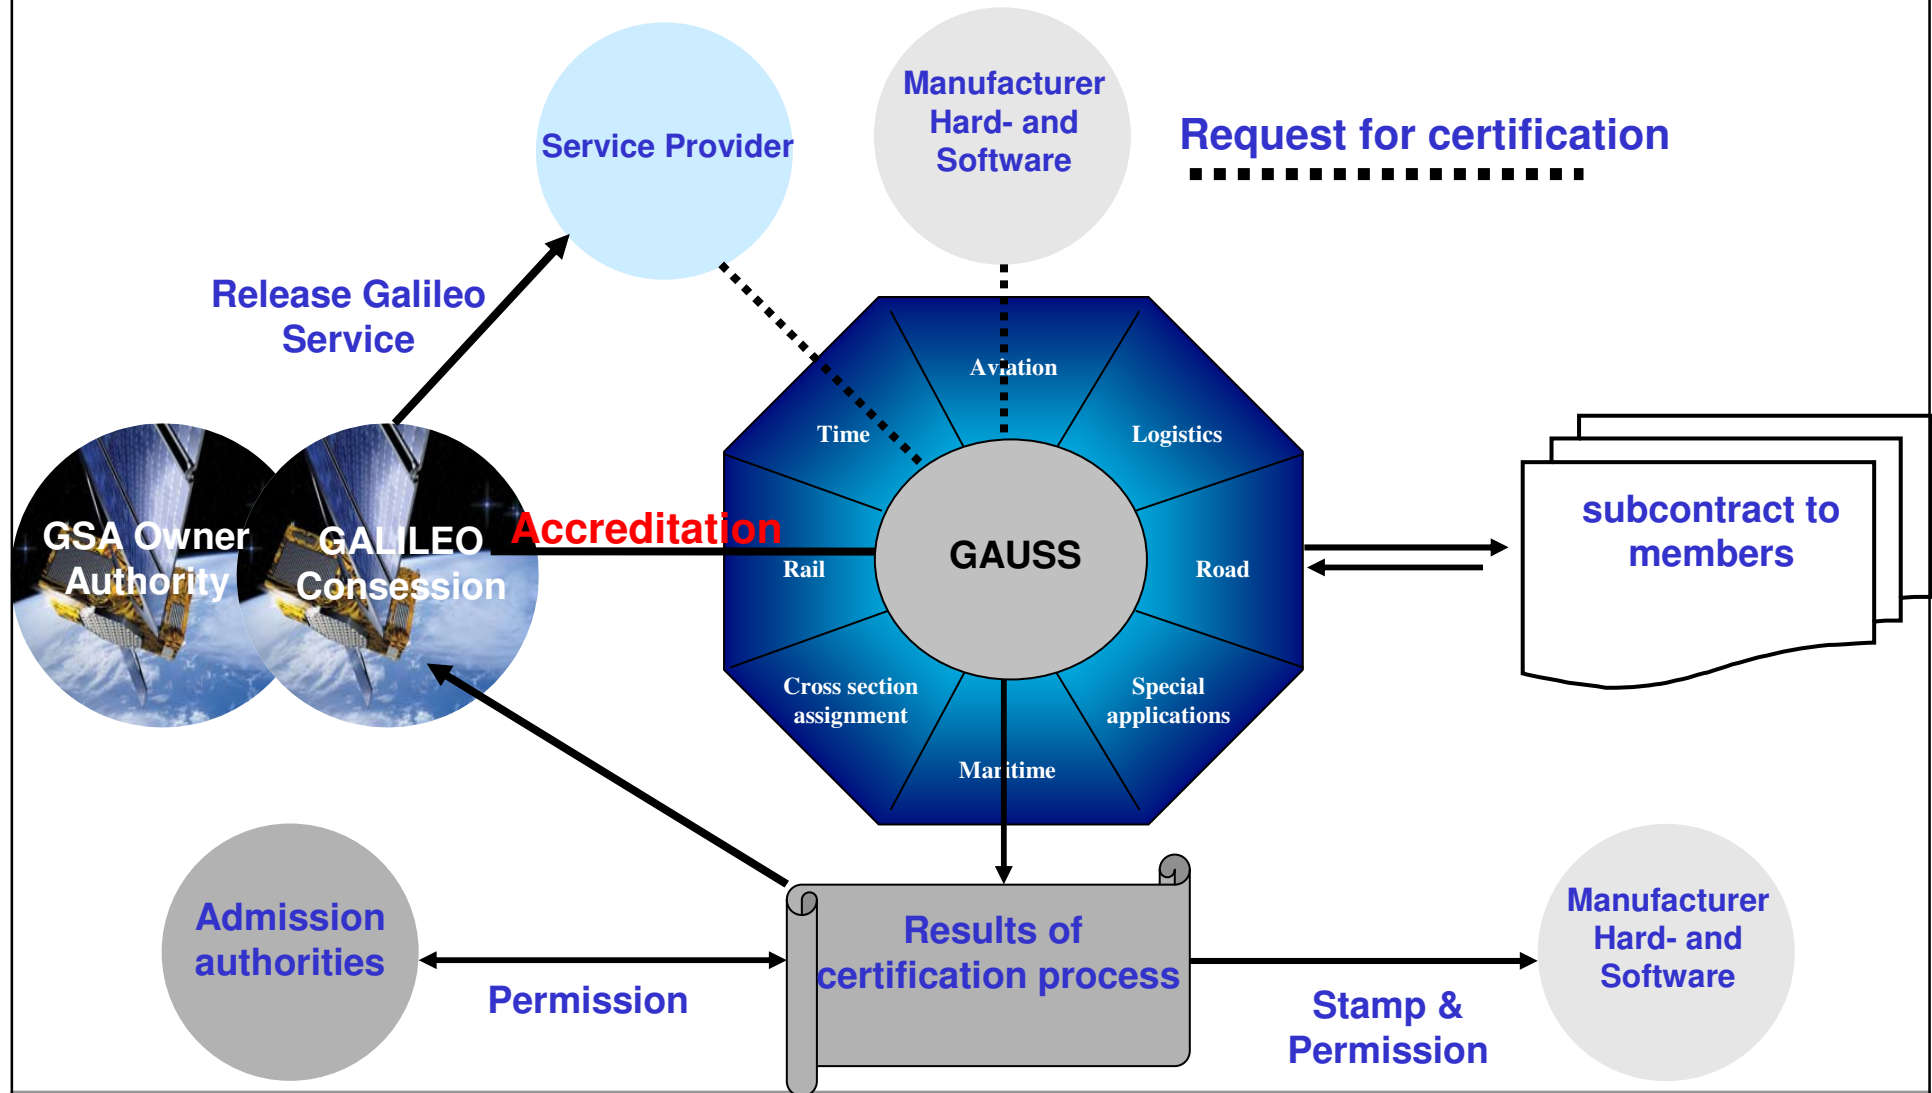 Manufacturer
Hard- and
Software
Service Provider
Request for certification
Release Galileo
Service
Aviation
Time
Logistics
GSA Owner
Authority
GALILEO
Consession
Accreditation
Rail
GAUSS
Road
subcontract to
members
Cross section
assignment
Special
applications
Maritime
Admission
authorities
Permission
Results of
certification process
Stamp &
Permission
Manufacturer
Hard- and
Software